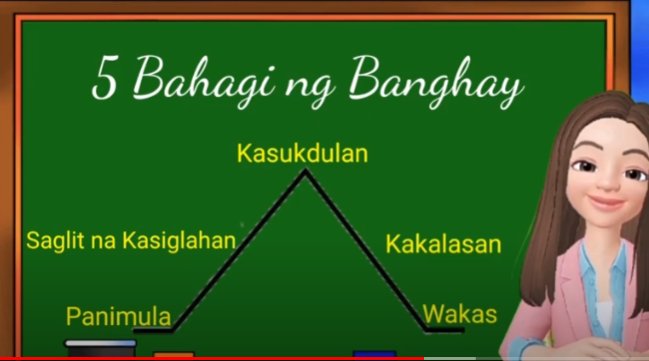 5 Bahagi ng Banghay
Kasukdulan
Saglit na Kasiglahan
Kakalasan
Panimula
Wakas